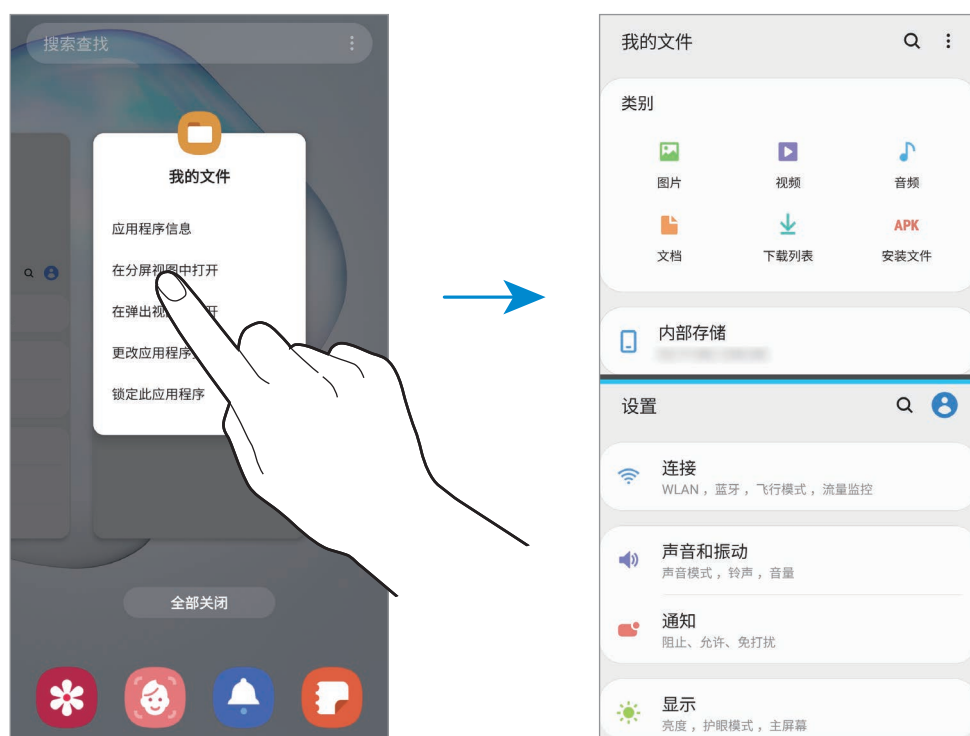 搜索查找
我的文件
应用程序信息
在分屏视图中打开
在弹出视
开
更改应用程序
锁定此应用程序
全部关闭
我的文件
类别
图片
视频
音频
APK
文档
下载列表
安装文件
内部存储
设置
连接
WLAN，蓝牙，飞行模式，流量监控
声音和振动
声音模式，铃声，音量
通知
阻止、允许、免打扰
显示
亮度，护眼模式，主屏幕